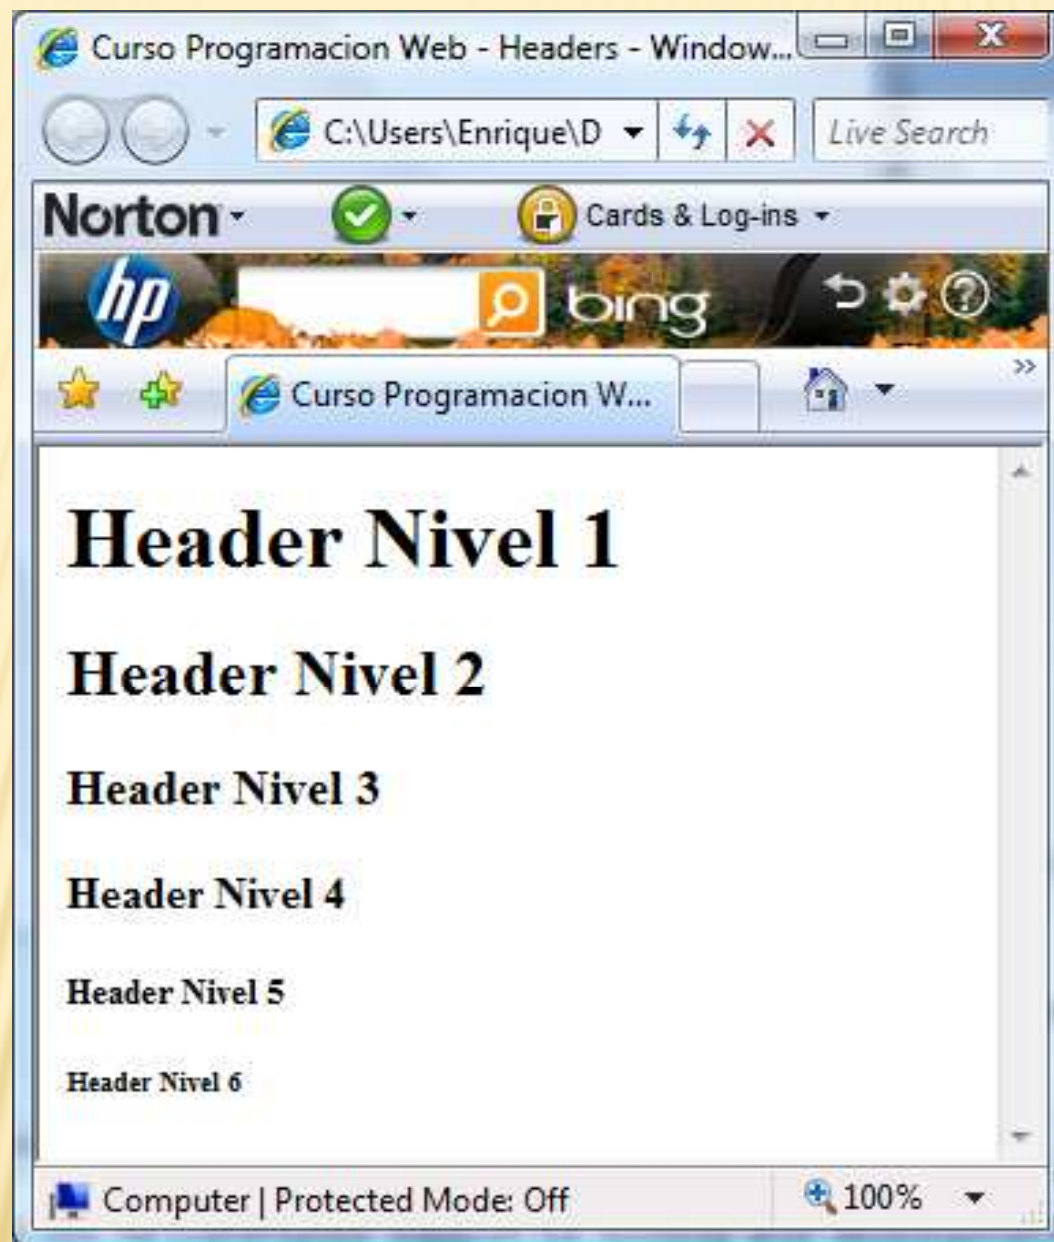 Curso Programacion Web - Headers - Window...
C:\Users\Enrique\D
Live Search
Norton
Cards & Log-ins
hp
bing
Curso Programacion W...
Header Nivel 1
Header Nivel 2
Header Nivel 3
Header Nivel 4
Header Nivel 5
Header Nivel 6
Computer | Protected Mode: Off
100%